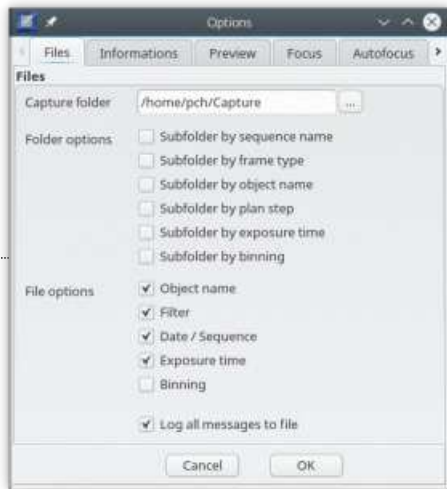 Options
Files Informations Preview Focus Autofocus
Files
Capture folder /home/pch/Capture ...
Folder options Subfolder by sequence name
Subfolder by frame type
Subfolder by object name
Subfolder by plan step
Subfolder by exposure time
Subfolder by binning
File options Object name
Filter
Date / Sequence
Exposure time
Binning
Log all messages to file
Cancel OK